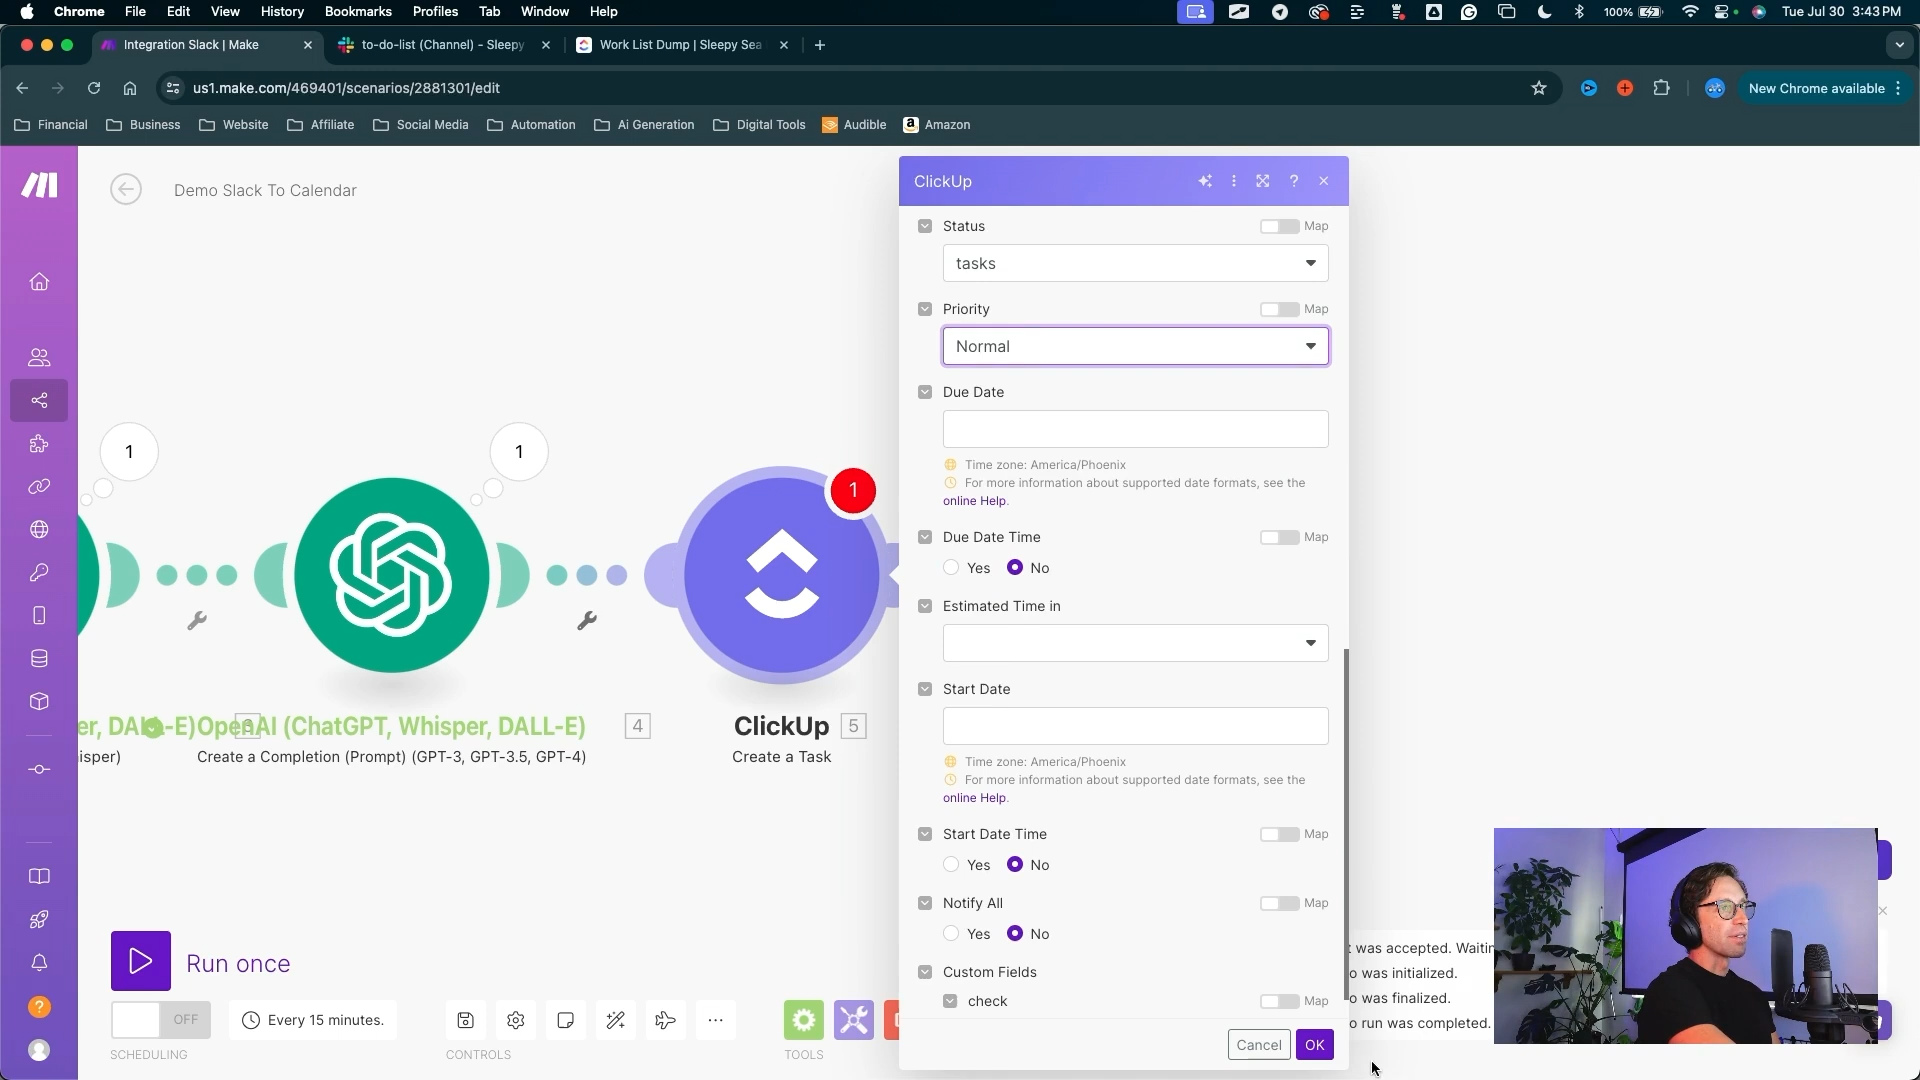 Chrome File Edit View History Bookmarks Profiles Tab Window Help 100% Tue Jul 30 3:43 PM
Integration Slack | Make
to-do-list (Channel) - Sleepy
Work List Dump | Sleepy Sea
us1.make.com/469401/scenarios/2881301/edit
New Chrome available
Financial Business Website Affiliate Social Media Automation Ai Generation Digital Tools Audible Amazon
Demo Slack To Calendar
ClickUp
Status Map
tasks
Priority Map
Normal
Due Date
Time zone: America/Phoenix
For more information about supported date formats, see the
online Help.
Due Date Time Map
Yes No
Estimated Time in
Start Date
Time zone: America/Phoenix
For more information about supported date formats, see the
online Help.
Start Date Time Map
Yes No
Notify All Map
Yes No
Custom Fields
check Map
Cancel OK
1
1
1
er, DALL-E)
3
isper)
OpenAI (ChatGPT, Whisper, DALL-E)
4
Create a Completion (Prompt) (GPT-3, GPT-3.5, GPT-4)
ClickUp
5
Create a Task
Run once
OFF
Every 15 minutes.
SCHEDULING
CONTROLS
TOOLS
t was accepted. Waitin
o was initialized.
o was finalized.
o run was completed.